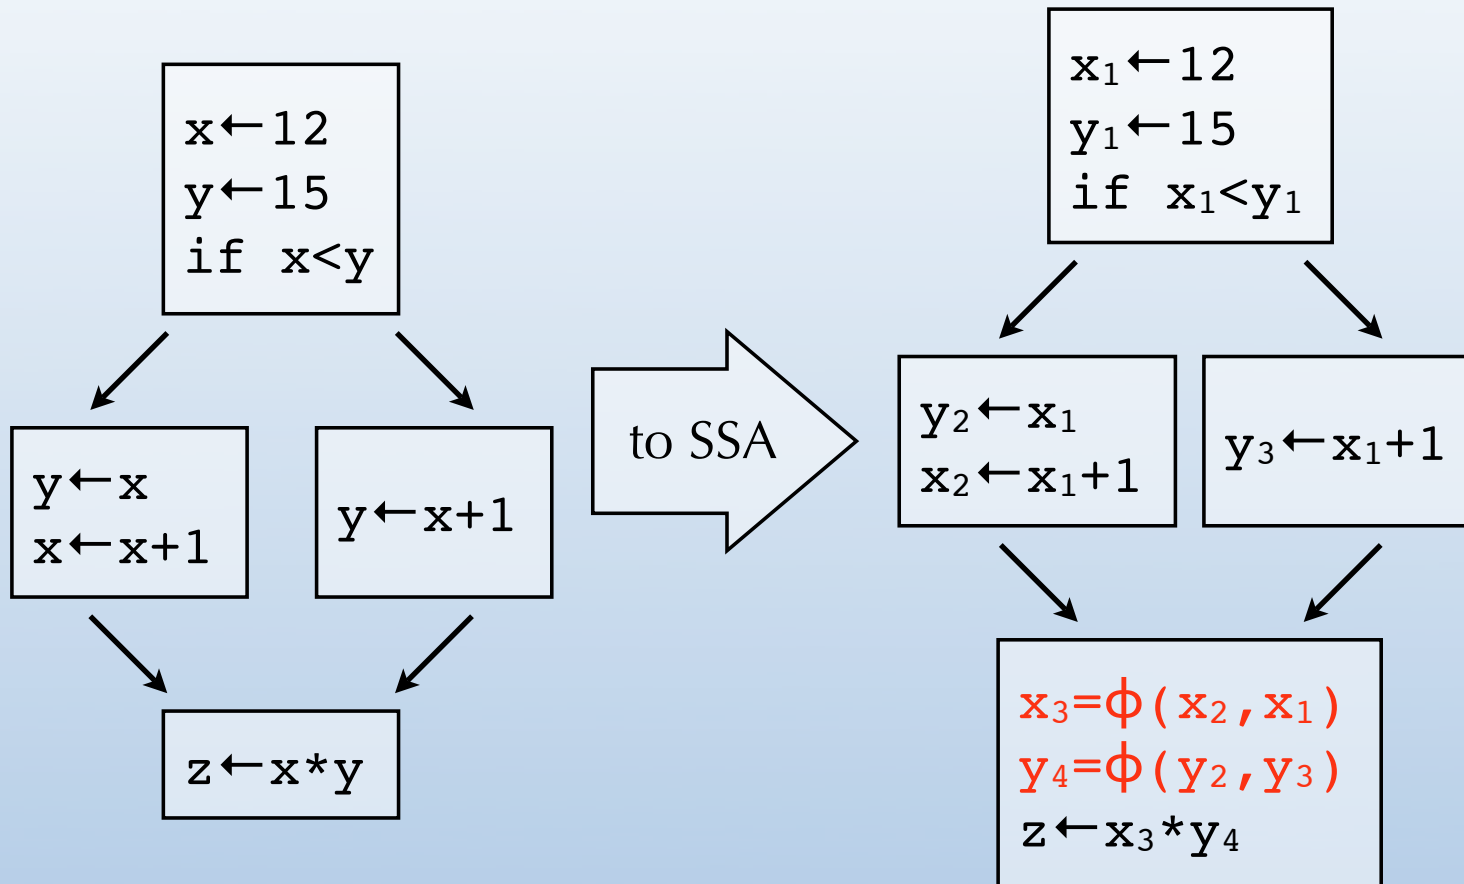 x←12
y←15
if x<y
y←x
x←x+1
y←x+1
z←x*y
to SSA
x₁←12
y₁←15
if x₁<y₁
y₂←x₁
x₂←x₁+1
y₃←x₁+1
x₃=ϕ(x₂,x₁)
y₄=ϕ(y₂,y₃)
z←x₃*y₄